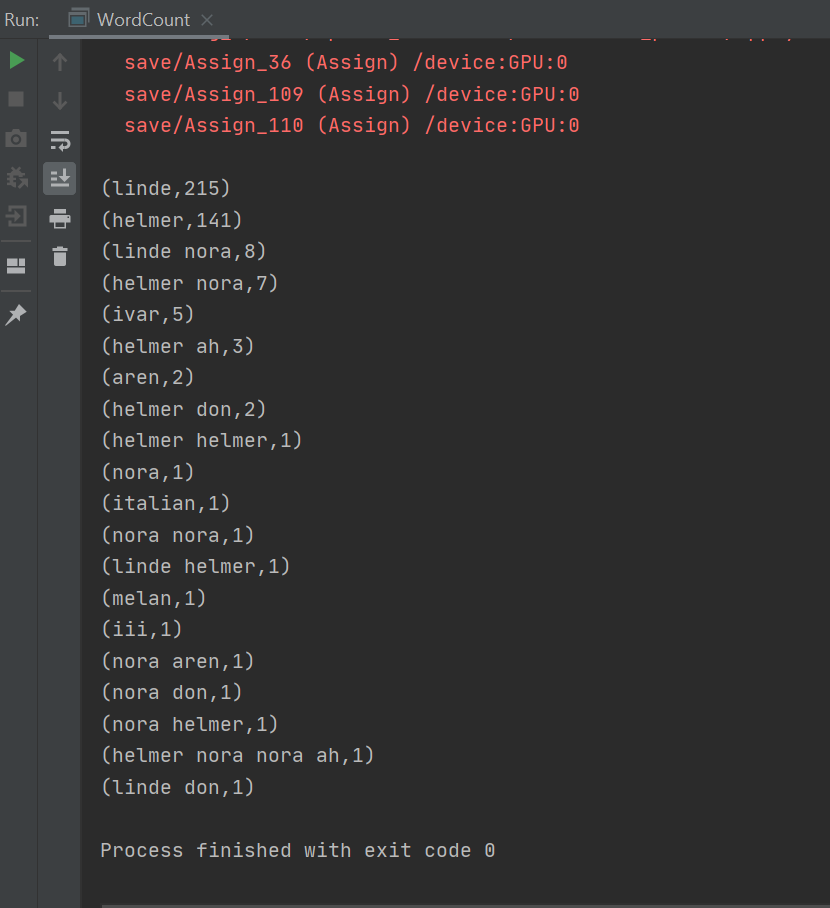 Run: WordCount
save/Assign_36 (Assign) /device:GPU:0
save/Assign_109 (Assign) /device:GPU:0
save/Assign_110 (Assign) /device:GPU:0
(linde,215)
(helmer,141)
(linde nora,8)
(helmer nora,7)
(ivar,5)
(helmer ah,3)
(aren,2)
(helmer don,2)
(helmer helmer,1)
(nora,1)
(italian,1)
(nora nora,1)
(linde helmer,1)
(melan,1)
(iii,1)
(nora aren,1)
(nora don,1)
(nora helmer,1)
(helmer nora nora ah,1)
(linde don,1)
Process finished with exit code 0